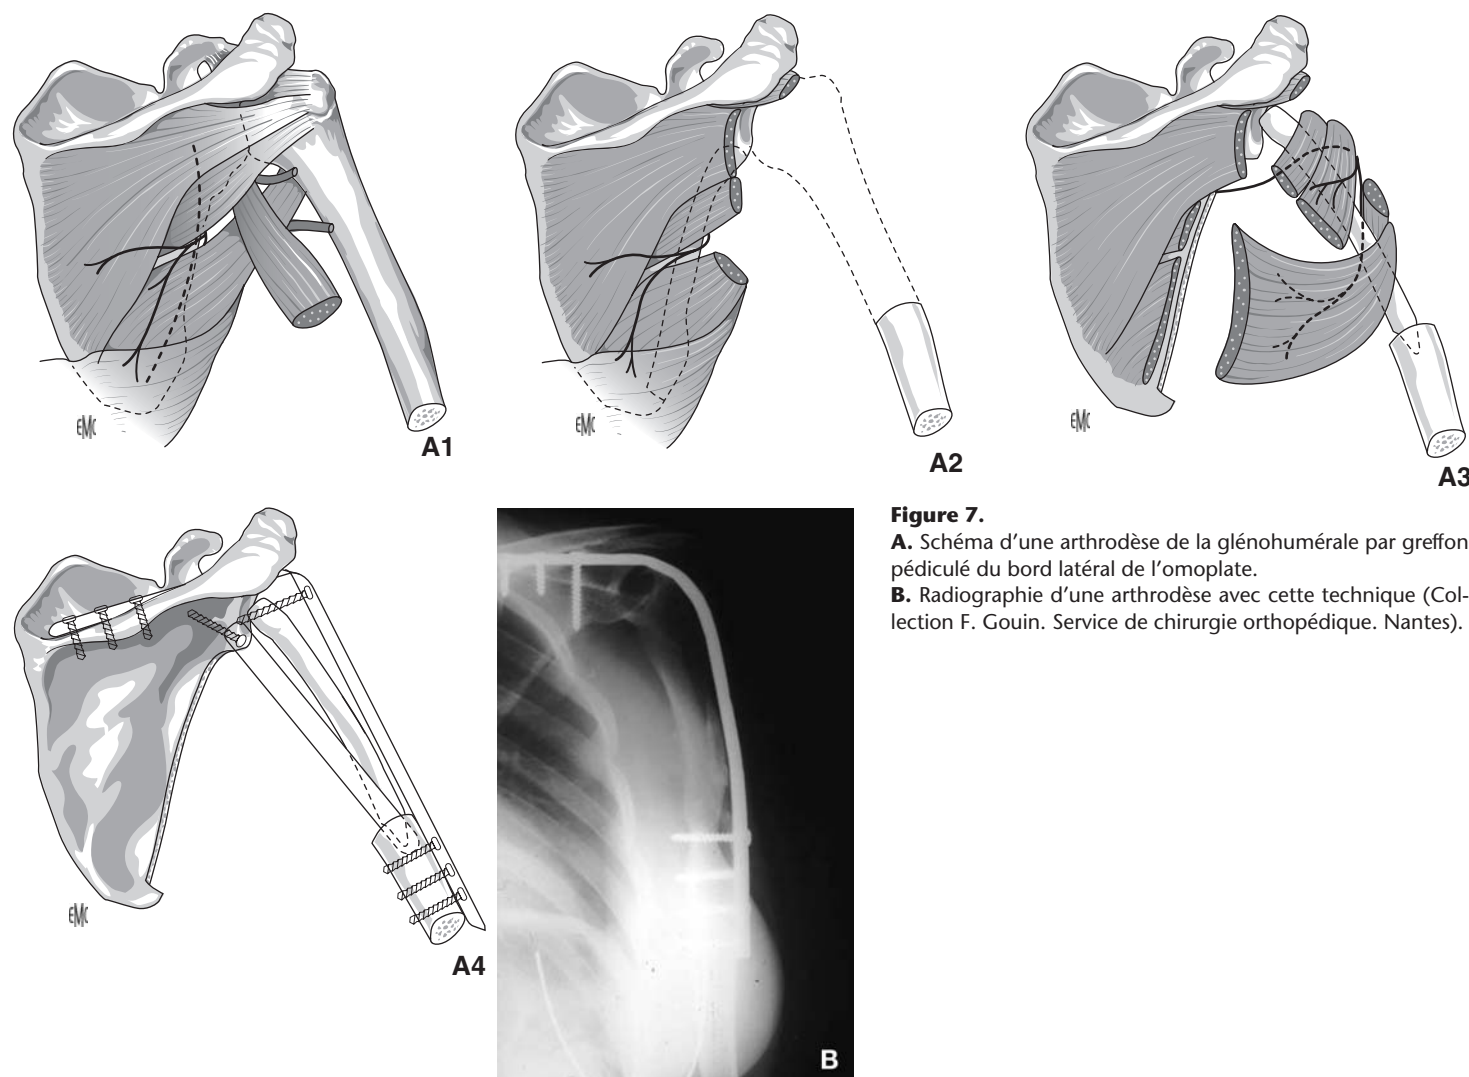 EMC
A1
EMC
A2
EMC
A3
EMC
A4
B
Figure 7.
A. Schéma d'une arthrodèse de la glénohumérale par greffon
pédiculé du bord latéral de l'omoplate.
B. Radiographie d'une arthrodèse avec cette technique (Col-
lection F. Gouin. Service de chirurgie orthopédique. Nantes).